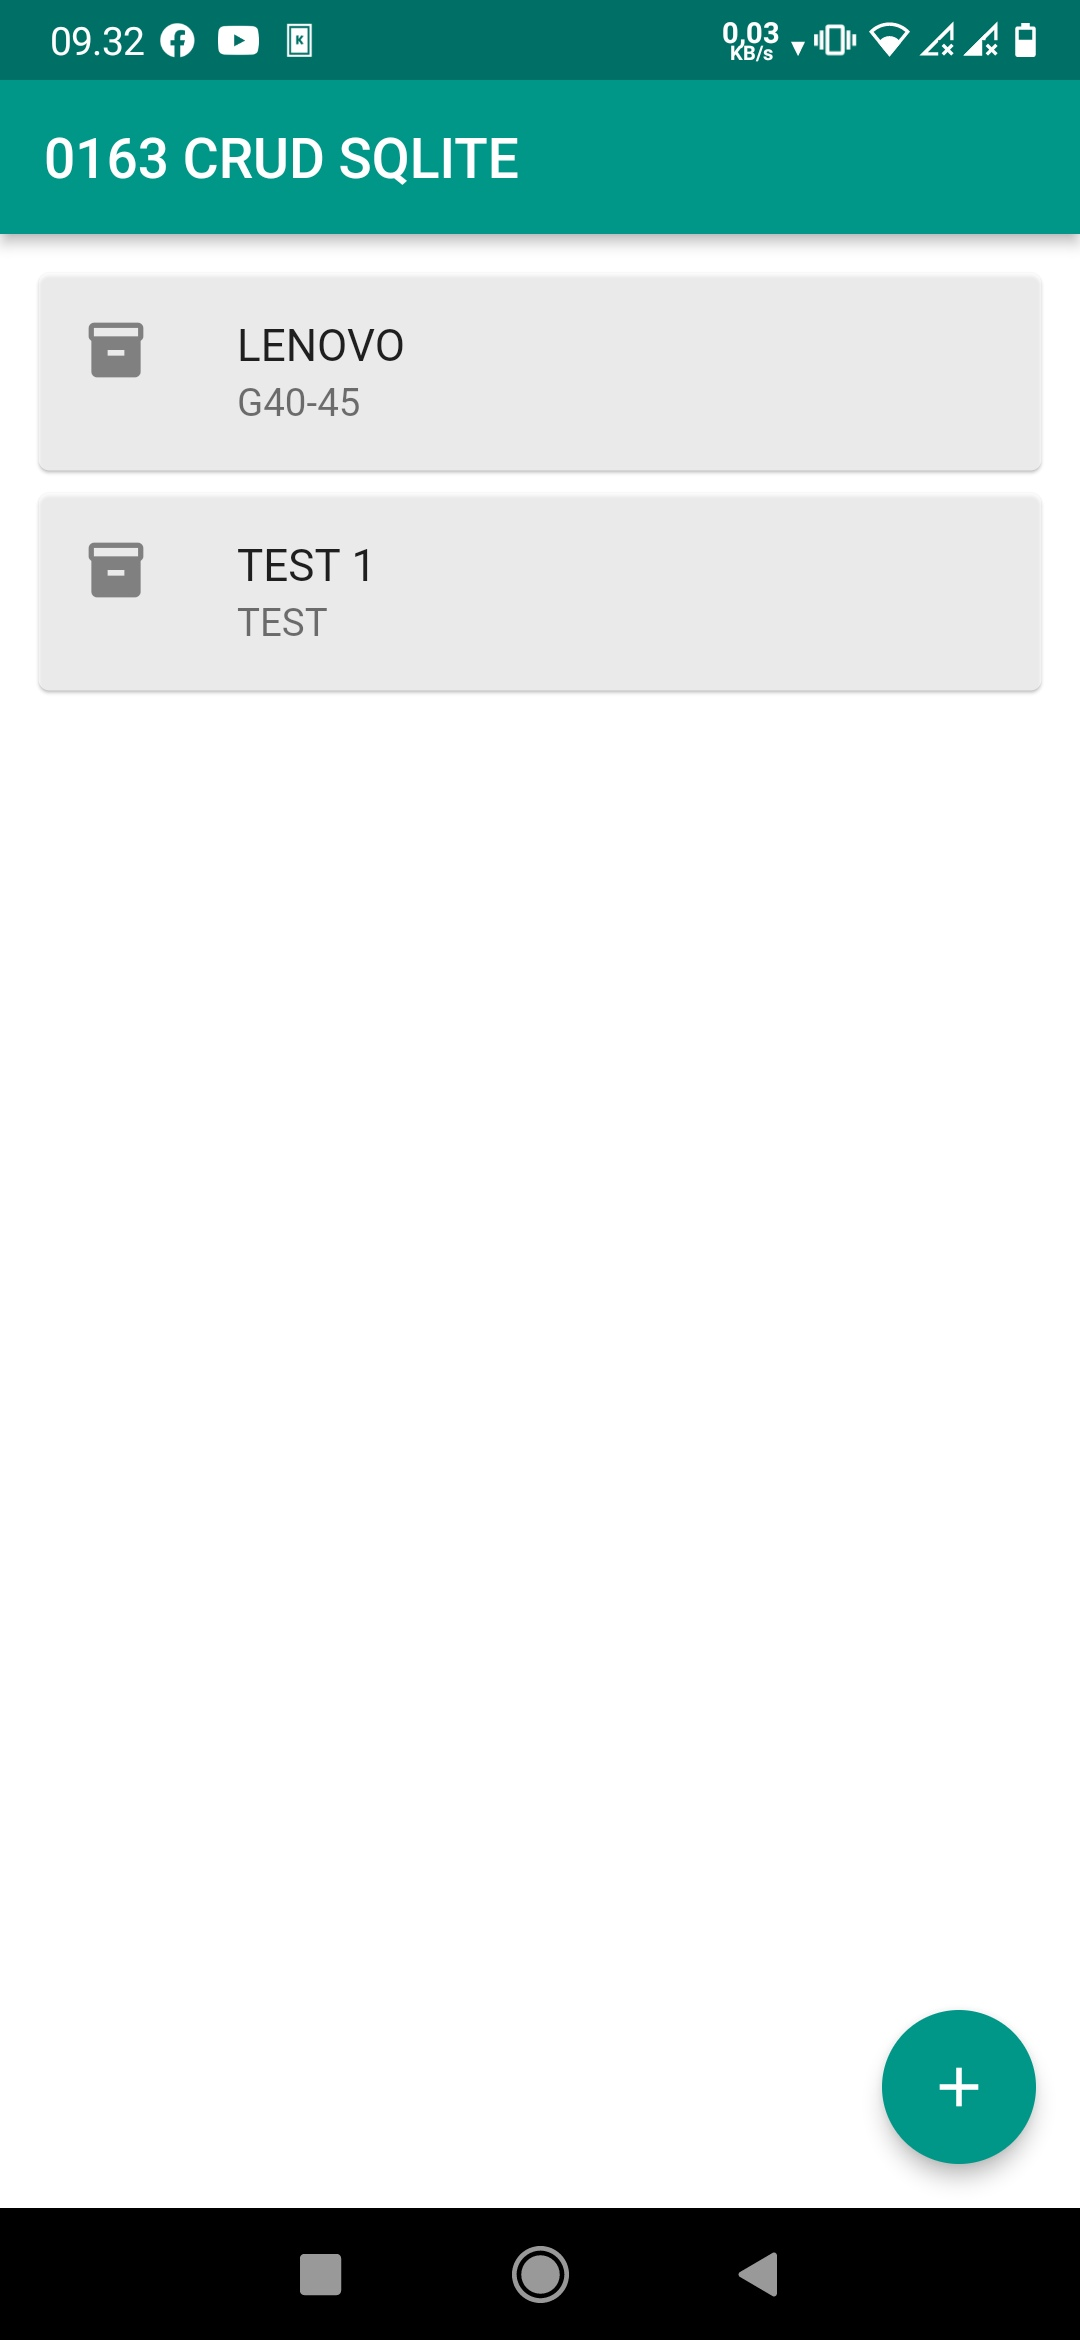 09.32
0,03
KB/s
0163 CRUD SQLITE
LENOVO
G40-45
TEST 1
TEST